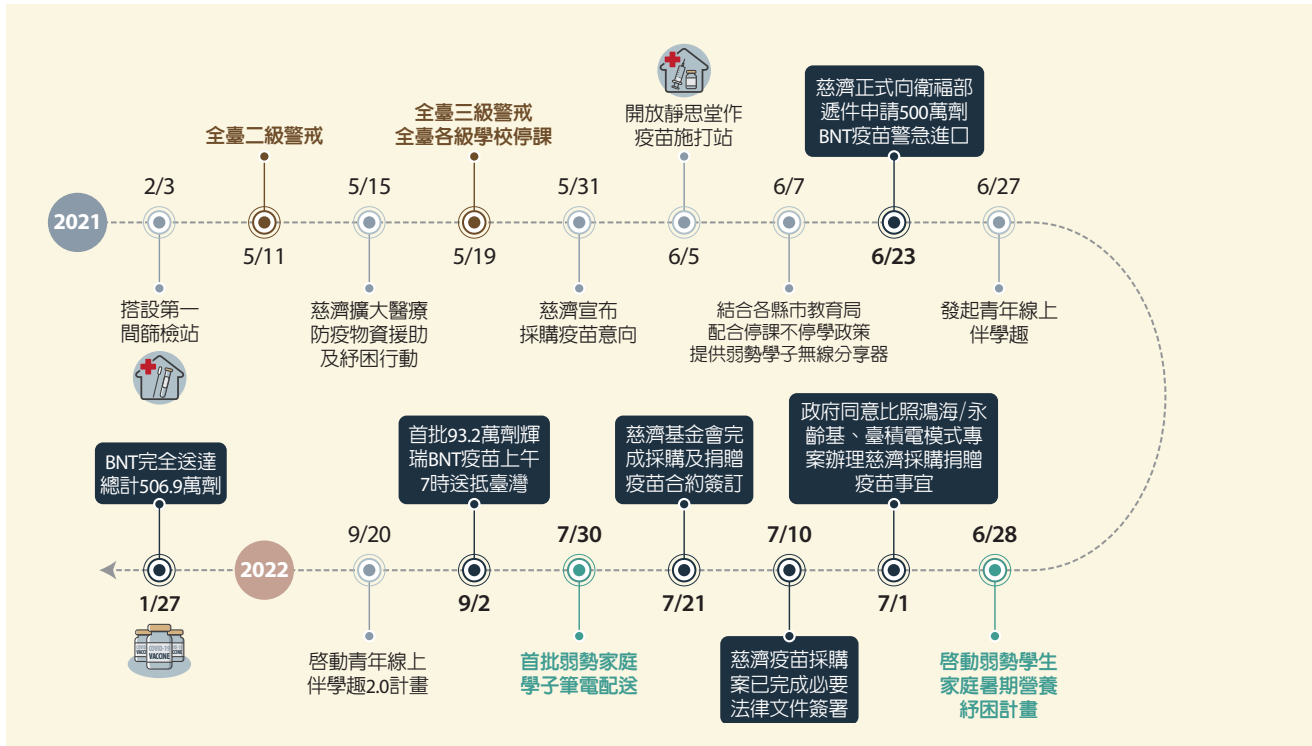 2021
2/3
搭設第一
間篩檢站
全臺二級警戒
5/11
5/15
慈濟擴大醫療
防疫物資援助
及紓困行動
全臺三級警戒
全臺各級學校停課
5/19
5/31
慈濟宣布
採購疫苗意向
開放靜思堂作
疫苗施打站
6/5
6/7
結合各縣市教育局
配合停課不停學政策
提供弱勢學子無線分享器
慈濟正式向衛福部
遞件申請500萬劑
BNT疫苗警急進口
6/23
6/27
發起青年線上
伴學趣
6/28
啓動弱勢學生
家庭暑期營養
紓困計畫
政府同意比照鴻海/永
齡基、臺積電模式專
案辦理慈濟採購捐贈
疫苗事宜
7/1
7/10
慈濟疫苗採購
案已完成必要
法律文件簽署
慈濟基金會完
成採購及捐贈
疫苗合約簽訂
7/21
7/30
首批弱勢家庭
學子筆電配送
首批93.2萬劑輝
瑞BNT疫苗上午
7時送抵臺灣
9/2
9/20
啓動青年線上
伴學趣2.0計畫
2022
BNT完全送達
總計506.9萬劑
1/27
COVID-19
VACCINE